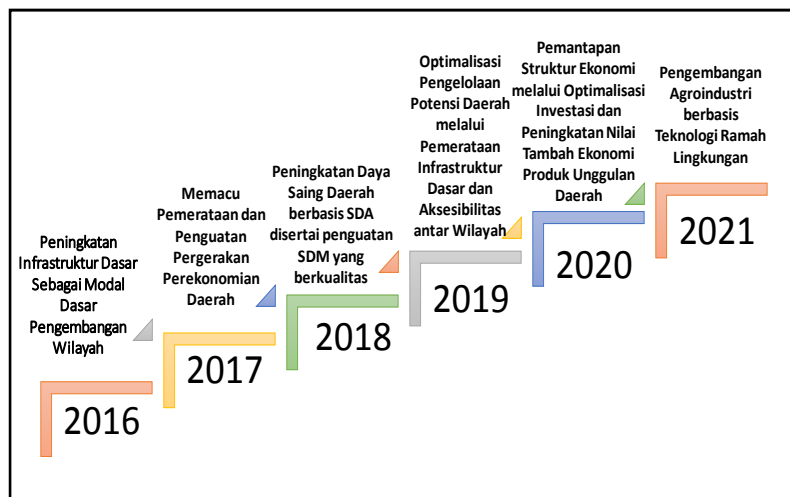 Peningkatan
Infrastruktur Dasar
Sebagai Modal
Dasar
Pengembangan
Wilayah
2016
Memacu
Pemerataan dan
Penguatan
Pergerakan
Perekonomian
Daerah
2017
Peningkatan Daya
Saing Daerah
berbasis SDA
disertai penguatan
SDM yang
berkualitas
2018
Optimalisasi
Pengelolaan
Potensi Daerah
melalui
Pemerataan
Infrastruktur
Dasar dan
Aksesibilitas
antar Wilayah
2019
Pemantapan
Struktur Ekonomi
melalui Optimalisasi
Investasi dan
Peningkatan Nilai
Tambah Ekonomi
Produk Unggulan
Daerah
2020
Pengembangan
Agroindustri
berbasis
Teknologi Ramah
Lingkungan
2021